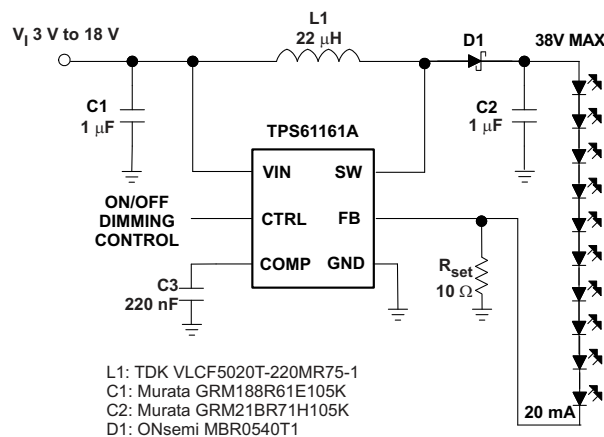 V_I 3 V to 18 V
L1
22 μH
D1
38V MAX
C1
1 μF
C2
1 μF
TPS61161A
VIN
SW
ON/OFF
DIMMING
CONTROL
CTRL
FB
COMP
GND
C3
220 nF
R_set
10 Ω
L1: TDK VLCF5020T-220MR75-1
C1: Murata GRM188R61E105K
C2: Murata GRM21BR71H105K
D1: ONsemi MBR0540T1
20 mA